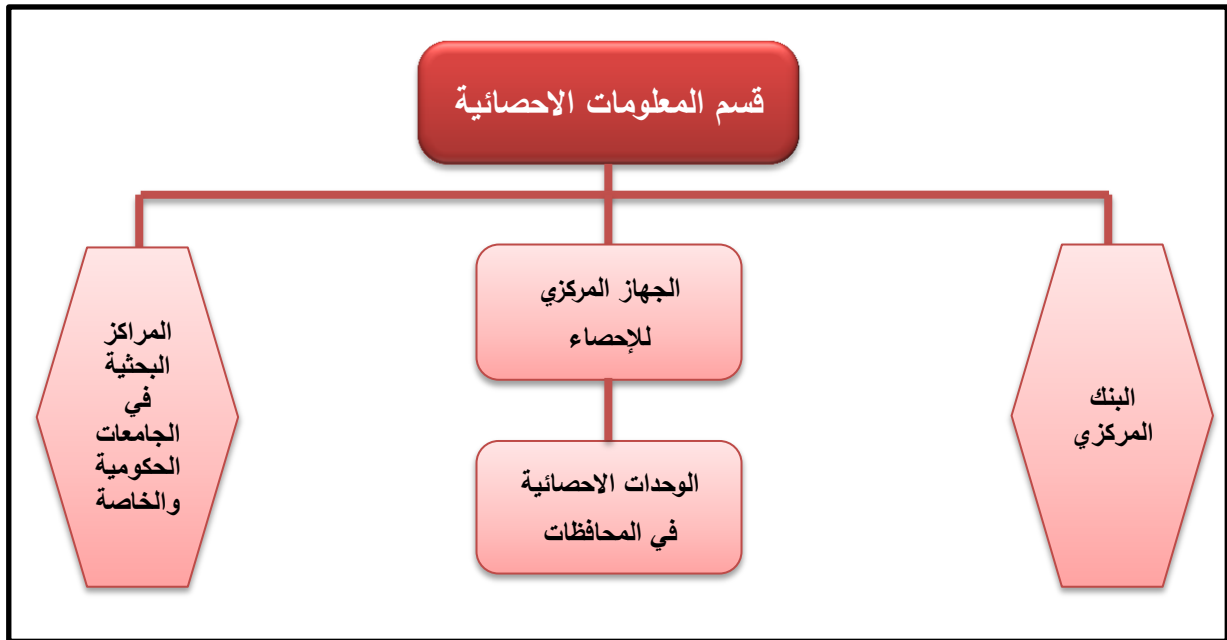 قسم المعلومات الاحصائية
البنك
المركزي
الجهاز المركزي
للإحصاء
الوحدات الاحصائية
في المحافظات
المراكز
البحثية
في
الجامعات
الحكومية
والخاصة